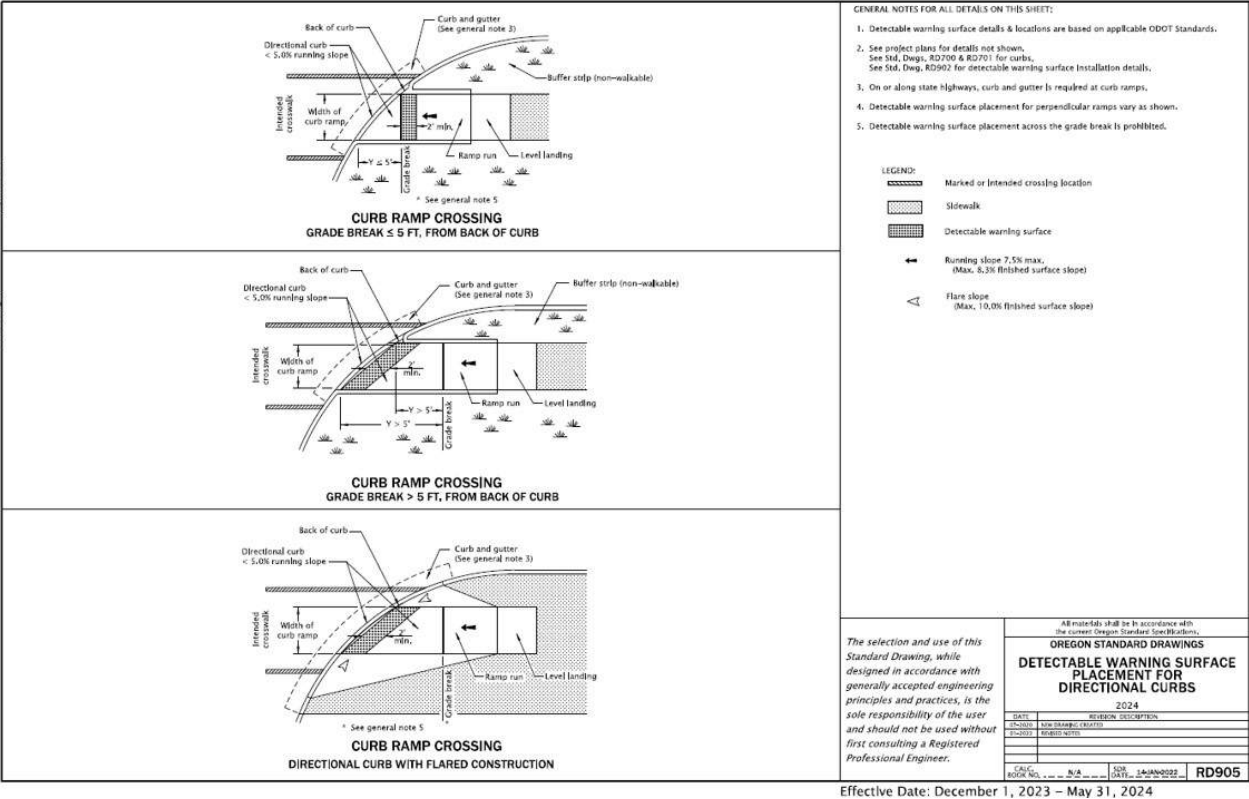 Back of curb
Curb and gutter
(See general note 3)
Directional curb
< 5.0% running slope
Buffer strip (non-walkable)
Intended
crosswalk
Width of
curb ramp
2' min.
Y ≤ 5'
Grade break
Ramp run
Level landing
* See general note 5
CURB RAMP CROSSING
GRADE BREAK ≤ 5 FT. FROM BACK OF CURB
Back of curb
Directional curb
< 5.0% running slope
Curb and gutter
(See general note 3)
Buffer strip (non-walkable)
Intended
crosswalk
Width of
curb ramp
2'
min.
Y > 5'
Y > 5'
Grade break
Ramp run
Level landing
CURB RAMP CROSSING
GRADE BREAK > 5 FT. FROM BACK OF CURB
Back of curb
Directional curb
< 5.0% running slope
Curb and gutter
(See general note 3)
Intended
crosswalk
Width of
curb ramp
2'
min.
Ramp run
Level landing
* Grade break
* See general note 5
CURB RAMP CROSSING
DIRECTIONAL CURB WITH FLARED CONSTRUCTION
GENERAL NOTES FOR ALL DETAILS ON THIS SHEET:
1. Detectable warning surface details & locations are based on applicable ODOT Standards.
2. See project plans for details not shown.
See Std. Dwgs. RD700 & RD701 for curbs.
See Std. Dwg. RD902 for detectable warning surface installation details.
3. On or along state highways, curb and gutter is required at curb ramps.
4. Detectable warning surface placement for perpendicular ramps vary as shown.
5. Detectable warning surface placement across the grade break is prohibited.
LEGEND:
Marked or intended crossing location
Sidewalk
Detectable warning surface
Running slope 7.5% max.
(Max. 8.3% finished surface slope)
Flare slope
(Max. 10.0% finished surface slope)
The selection and use of this
Standard Drawing, while
designed in accordance with
generally accepted engineering
principles and practices, is the
sole responsibility of the user
and should not be used without
first consulting a Registered
Professional Engineer.
All materials shall be in accordance with
the current Oregon Standard Specifications.
OREGON STANDARD DRAWINGS
DETECTABLE WARNING SURFACE
PLACEMENT FOR
DIRECTIONAL CURBS
2024
DATE REVISION DESCRIPTION
07-2020 NEW DRAWING CREATED
01-2022 REVISED NOTES
CALC.
BOOK NO. N/A
SDR
DATE 14-JAN-2022
RD905
Effective Date: December 1, 2023 – May 31, 2024